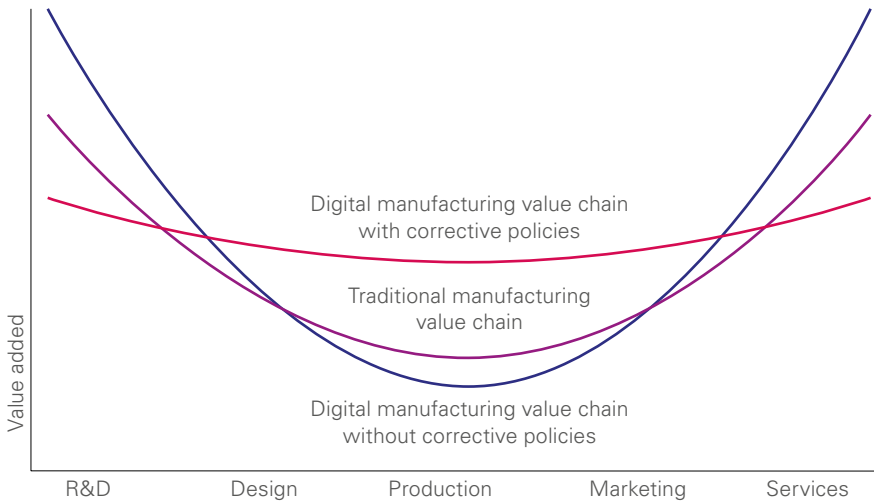 Digital manufacturing value chain
with corrective policies
Traditional manufacturing
value chain
Digital manufacturing value chain
without corrective policies
Value added
R&D Design Production Marketing Services